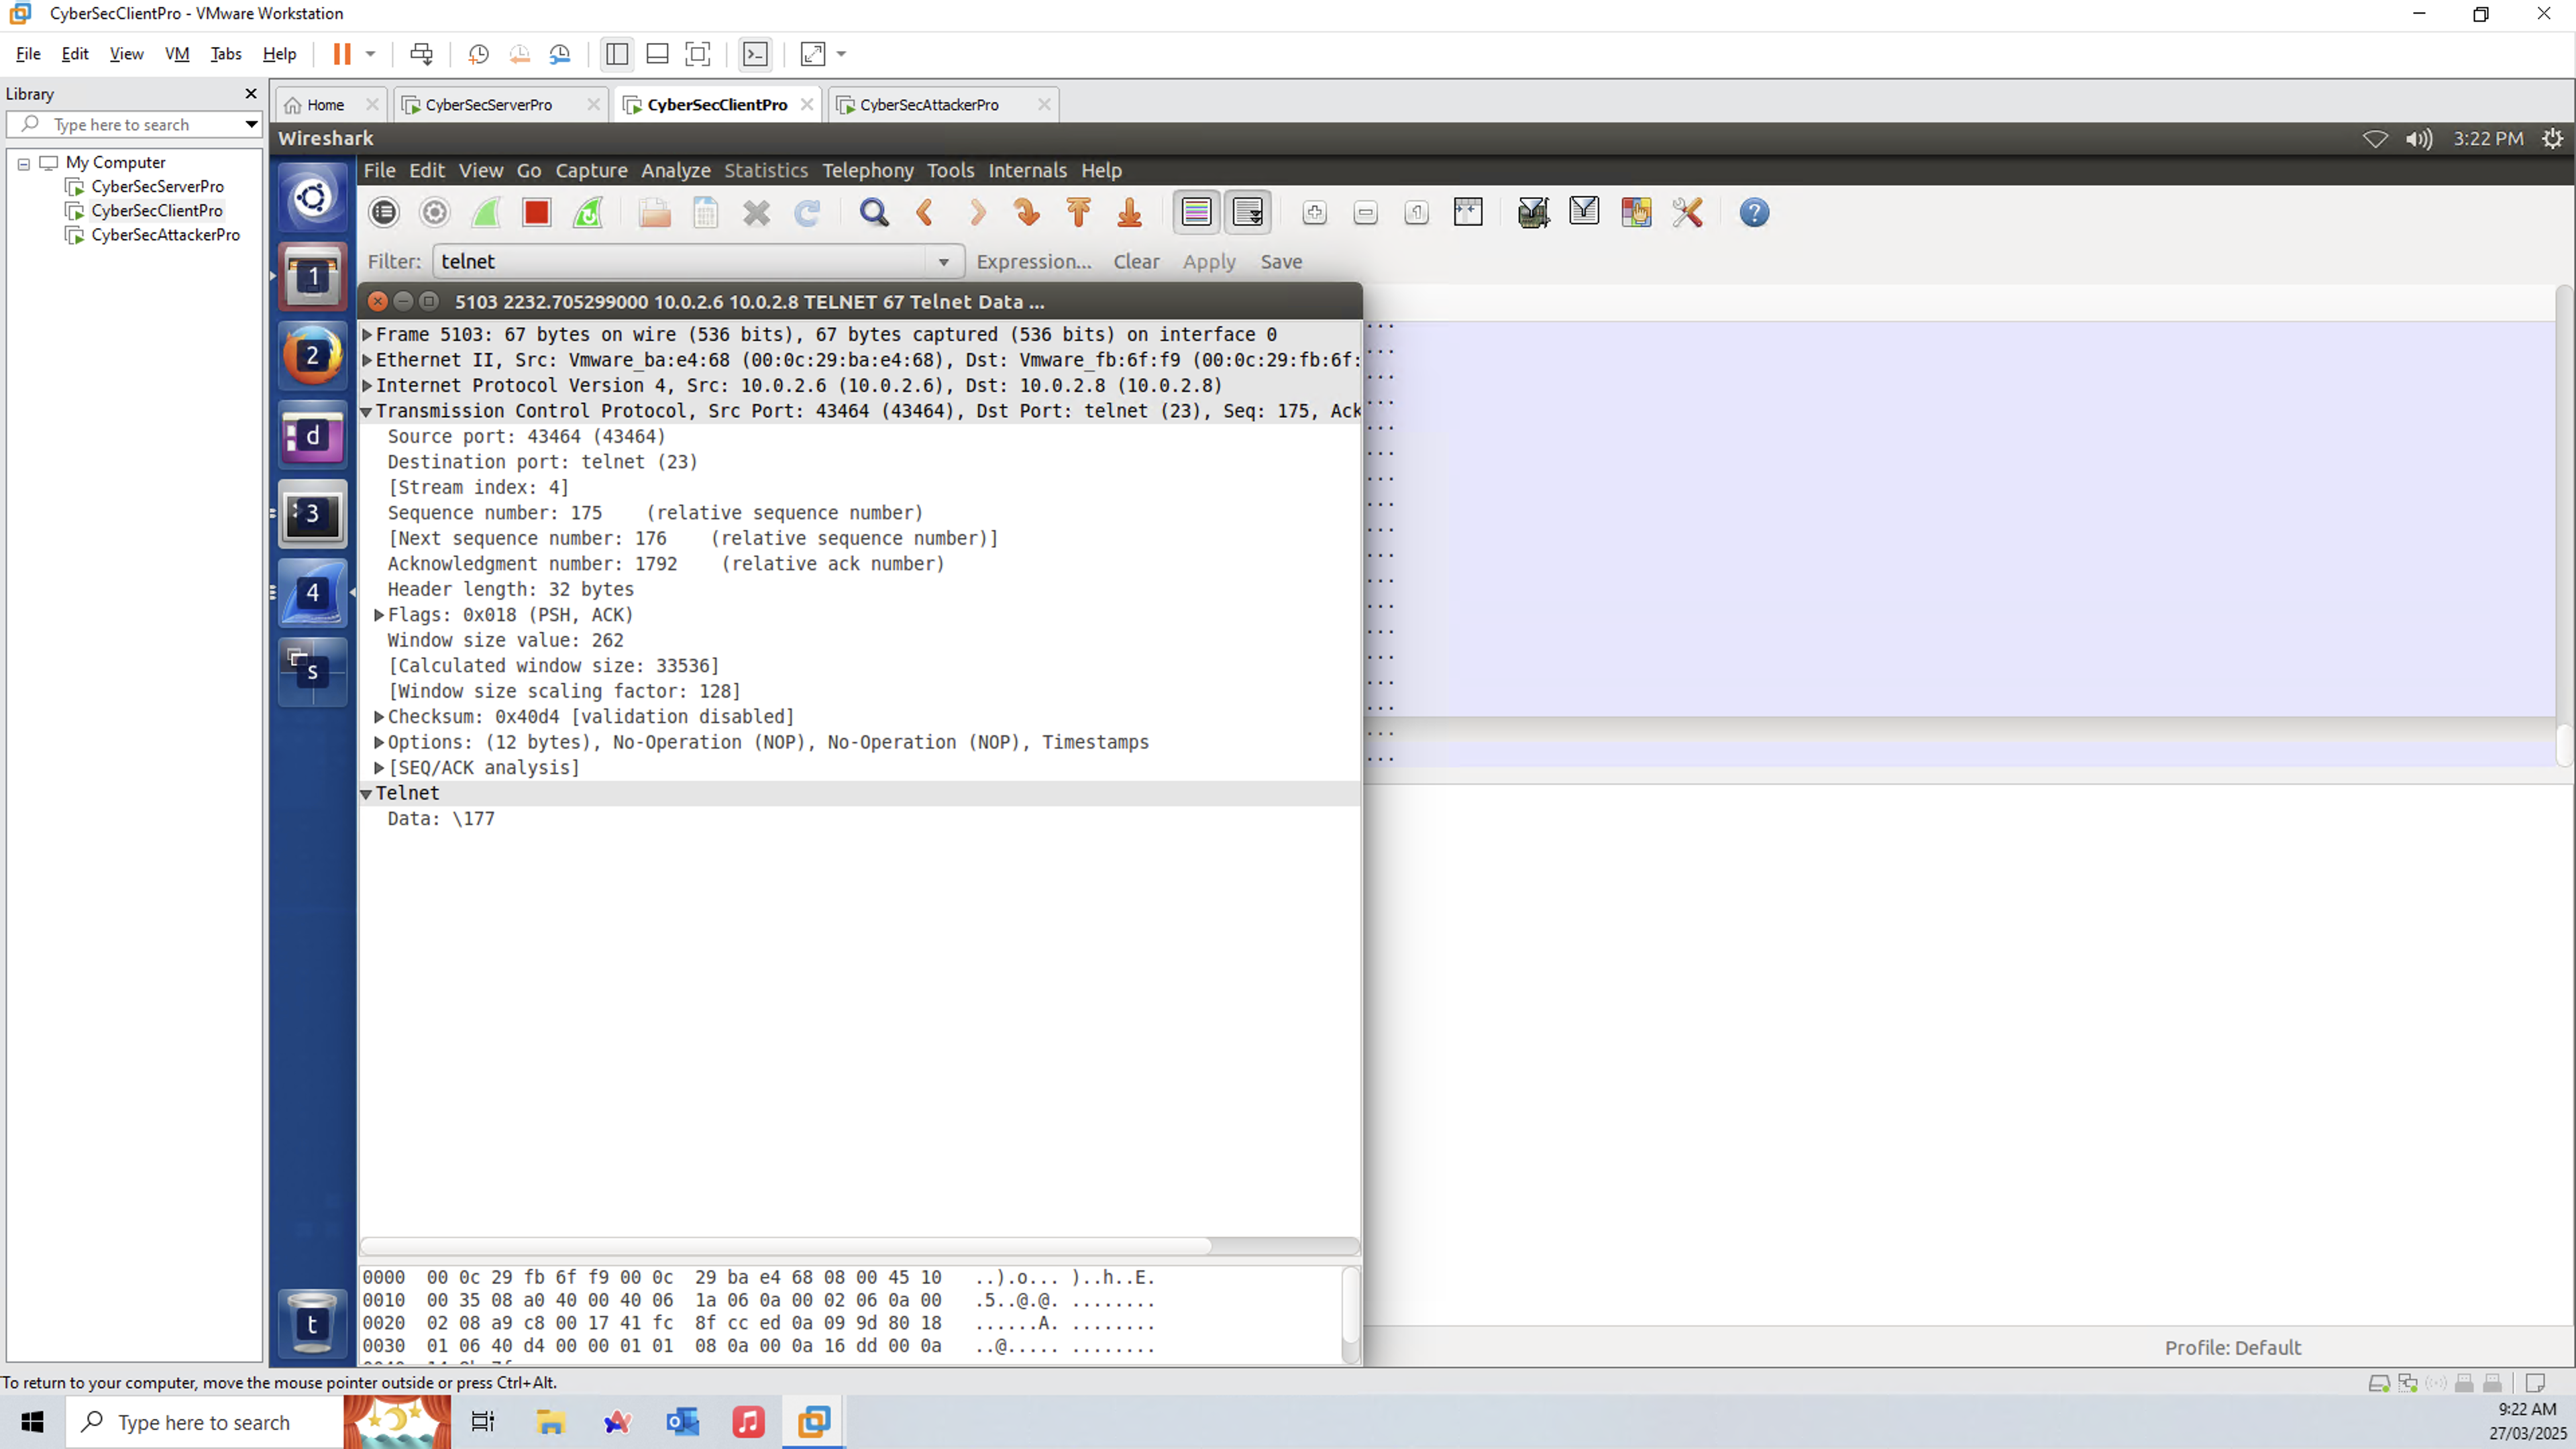 CyberSecClientPro - VMware Workstation
File Edit View VM Tabs Help
Library
Type here to search
My Computer
CyberSecServerPro
CyberSecClientPro
CyberSecAttackerPro
Home CyberSecServerPro CyberSecClientPro CyberSecAttackerPro
Wireshark 3:22 PM
File Edit View Go Capture Analyze Statistics Telephony Tools Internals Help
Filter: telnet Expression... Clear Apply Save
5103 2232.705299000 10.0.2.6 10.0.2.8 TELNET 67 Telnet Data ...
Frame 5103: 67 bytes on wire (536 bits), 67 bytes captured (536 bits) on interface 0
Ethernet II, Src: Vmware_ba:e4:68 (00:0c:29:ba:e4:68), Dst: Vmware_fb:6f:f9 (00:0c:29:fb:6f:
Internet Protocol Version 4, Src: 10.0.2.6 (10.0.2.6), Dst: 10.0.2.8 (10.0.2.8)
Transmission Control Protocol, Src Port: 43464 (43464), Dst Port: telnet (23), Seq: 175, Ack
Source port: 43464 (43464)
Destination port: telnet (23)
[Stream index: 4]
Sequence number: 175 (relative sequence number)
[Next sequence number: 176 (relative sequence number)]
Acknowledgment number: 1792 (relative ack number)
Header length: 32 bytes
Flags: 0x018 (PSH, ACK)
Window size value: 262
[Calculated window size: 33536]
[Window size scaling factor: 128]
Checksum: 0x40d4 [validation disabled]
Options: (12 bytes), No-Operation (NOP), No-Operation (NOP), Timestamps
[SEQ/ACK analysis]
Telnet
Data: \177
1
2
d
3
4
s
t
0000 00 0c 29 fb 6f f9 00 0c 29 ba e4 68 08 00 45 10 ..).o... )..h..E.
0010 00 35 08 a0 40 00 40 06 1a 06 0a 00 02 06 0a 00 .5..@.@. ........
0020 02 08 a9 c8 00 17 41 fc 8f cc ed 0a 09 9d 80 18 ......A. ........
0030 01 06 40 d4 00 00 01 01 08 0a 00 0a 16 dd 00 0a ..@..... ........
Profile: Default
To return to your computer, move the mouse pointer outside or press Ctrl+Alt.
Type here to search
9:22 AM
27/03/2025